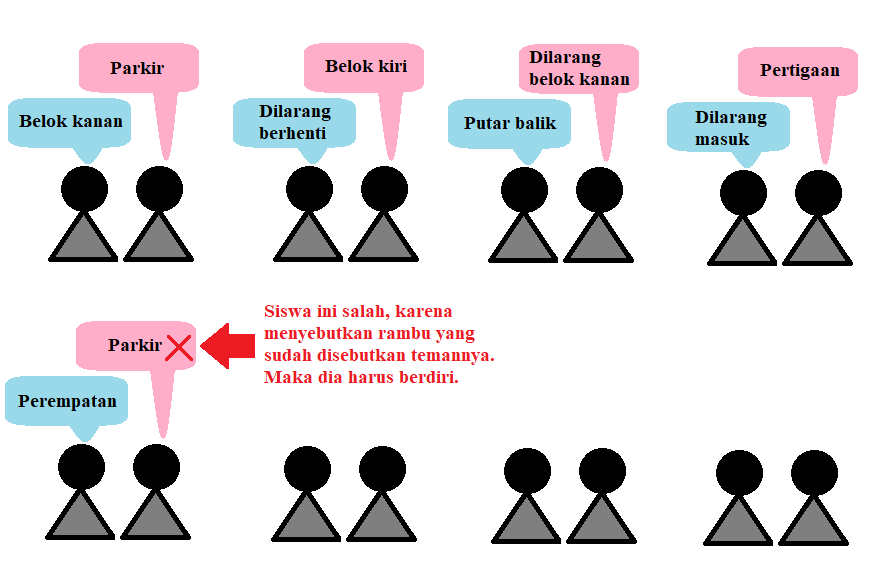 Belok kanan
Parkir
Dilarang
berhenti
Belok kiri
Putar balik
Dilarang
belok kanan
Dilarang
masuk
Pertigaan
Perempatan
Parkir
Siswa ini salah, karena
menyebutkan rambu yang
sudah disebutkan temannya.
Maka dia harus berdiri.